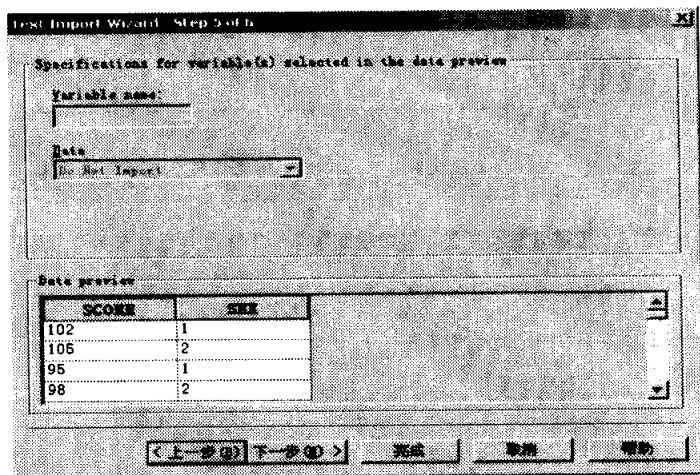 Text Import Wizard - Step 5 of 6
Specifications for variable(s) selected in the data preview
Variable name:
Data
Do Not Import
Data preview
SCORE SEX
102 1
105 2
95 1
98 2
< 上一步(B) 下一步(N) > 完成 取消 帮助